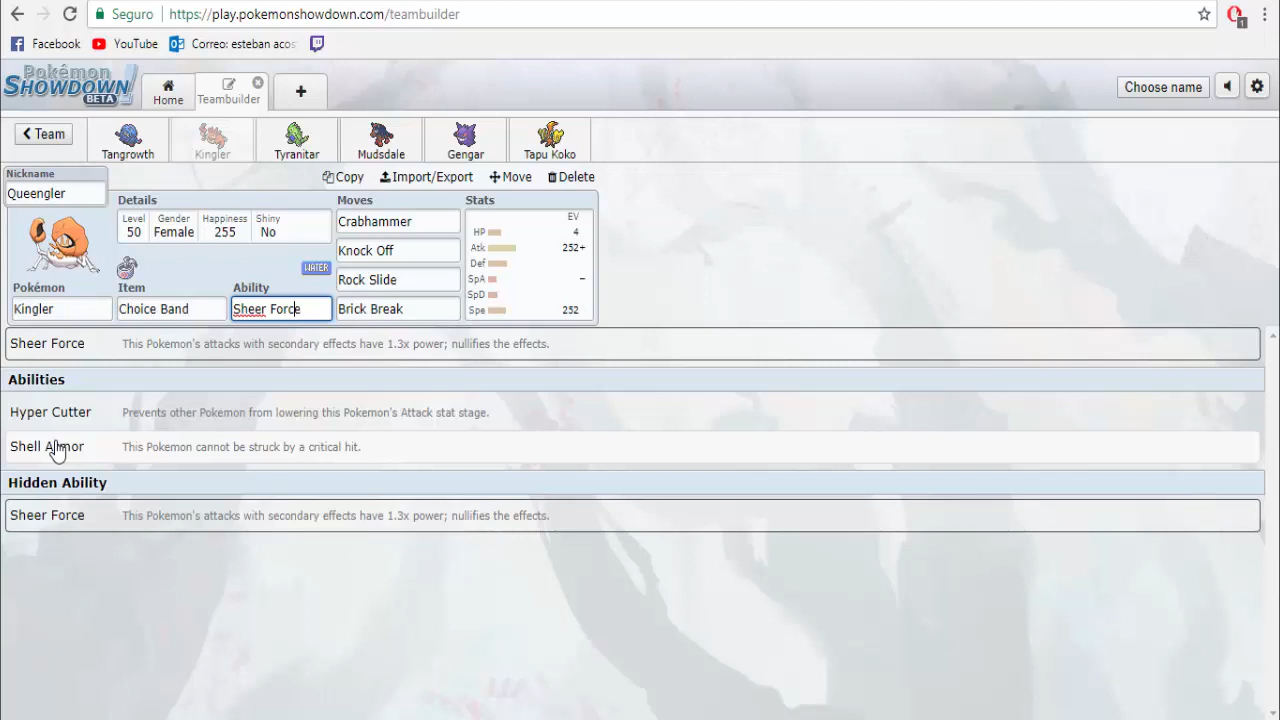 Seguro https://play.pokemonshowdown.com/teambuilder
Facebook YouTube Correo: esteban acos
Pokémon Showdown! BETA Home Teambuilder + Choose name
Team Tangrowth Kingler Tyranitar Mudsdale Gengar Tapu Koko
Nickname Copy Import/Export Move Delete
Queengler Details Moves Stats
Level Gender Happiness Shiny Crabhammer EV
50 Female 255 No HP 4
Knock Off Atk 252+
WATER Def
Rock Slide SpA –
Pokémon Item Ability SpD
Kingler Choice Band Sheer Force Brick Break Spe 252
Sheer Force This Pokemon's attacks with secondary effects have 1.3x power; nullifies the effects.
Abilities
Hyper Cutter Prevents other Pokemon from lowering this Pokemon's Attack stat stage.
Shell Armor This Pokemon cannot be struck by a critical hit.
Hidden Ability
Sheer Force This Pokemon's attacks with secondary effects have 1.3x power; nullifies the effects.